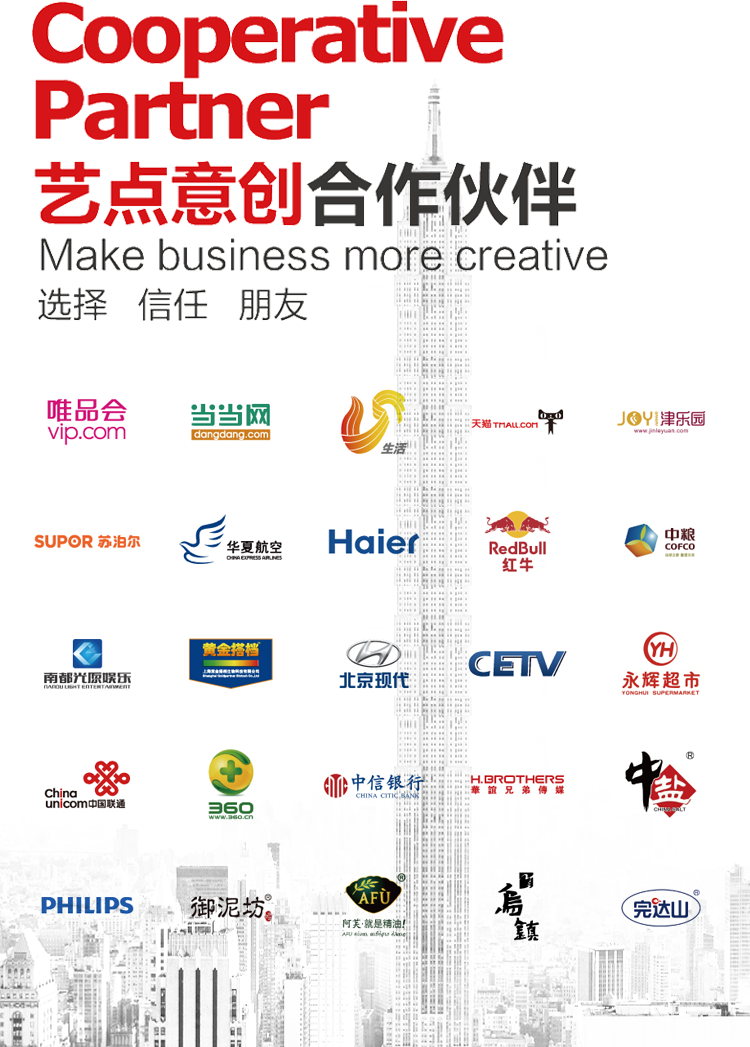 Cooperative
Partner
艺点意创合作伙伴
Make business more creative
选择 信任 朋友
唯品会
vip.com
当当网
dangdang.com
生活
天猫 TMALL.COM
JOY 津乐园
www.jinleyuan.com
SUPOR 苏泊尔
华夏航空
CHINA EXPRESS AIRLINES
Haier
RedBull
红牛
中粮
COFCO
南都光原娱乐
NANDU LIGHT ENTERTAINMENT
黄金搭档
北京现代
CETV
YH
永辉超市
YONGHUI SUPERMARKET
China
unicom中国联通
360
www.360.cn
中信银行
CHINA CITIC BANK
H.BROTHERS
華誼兄弟傳媒
中盐
CHINA SALT
®
PHILIPS
御泥坊
®
AFÙ
®
阿芙·就是精油!
乌镇
完达山
®